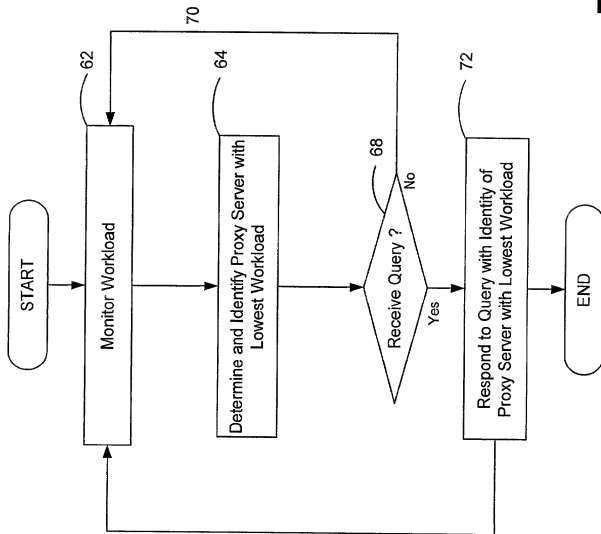 START
62
Monitor Workload
70
64
Determine and Identify Proxy Server with
Lowest Workload
68
Receive Query ?
No
Yes
72
Respond to Query with Identity of
Proxy Server with Lowest Workload
END